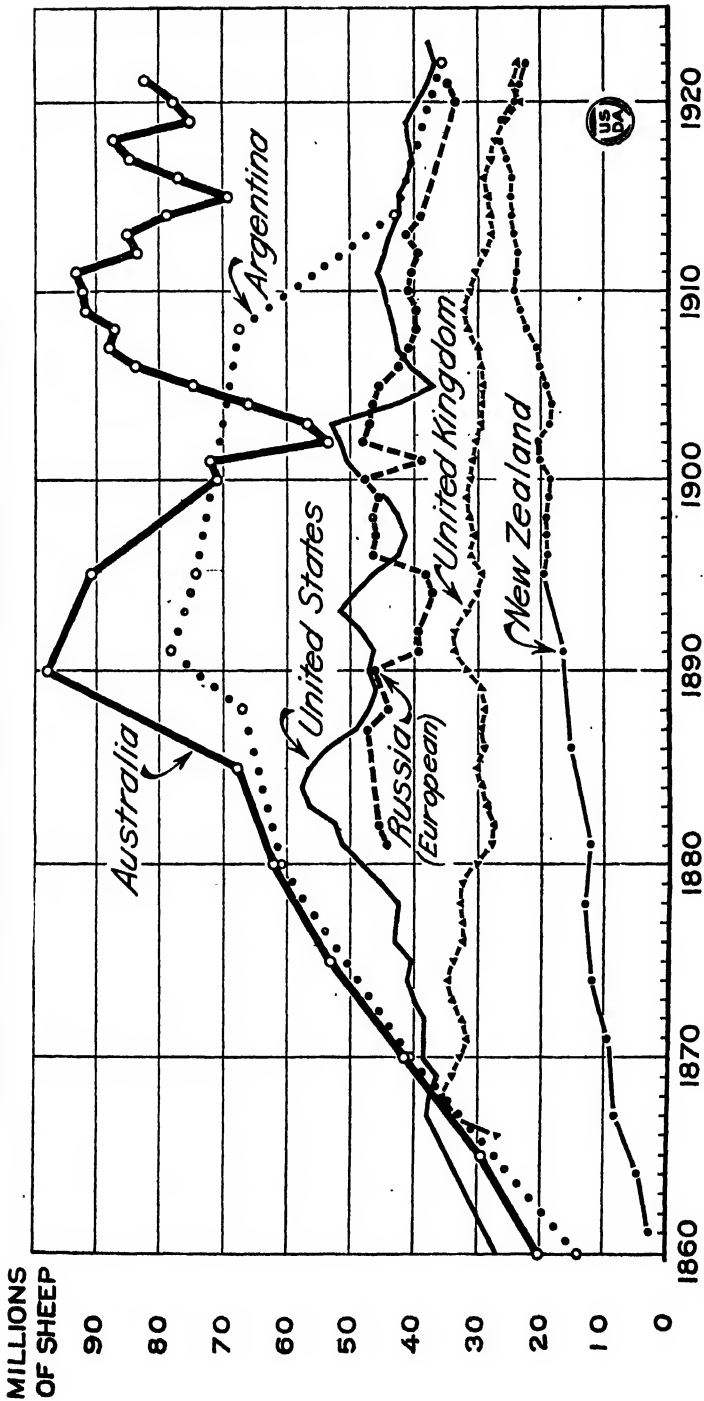 MILLIONS
OF SHEEP
90
80
70
60
50
40
30
20
10
0
Australia
Argentina
United States
Russia
(European)
United Kingdom
New Zealand
US
DA
1860
1870
1880
1890
1900
1910
1920